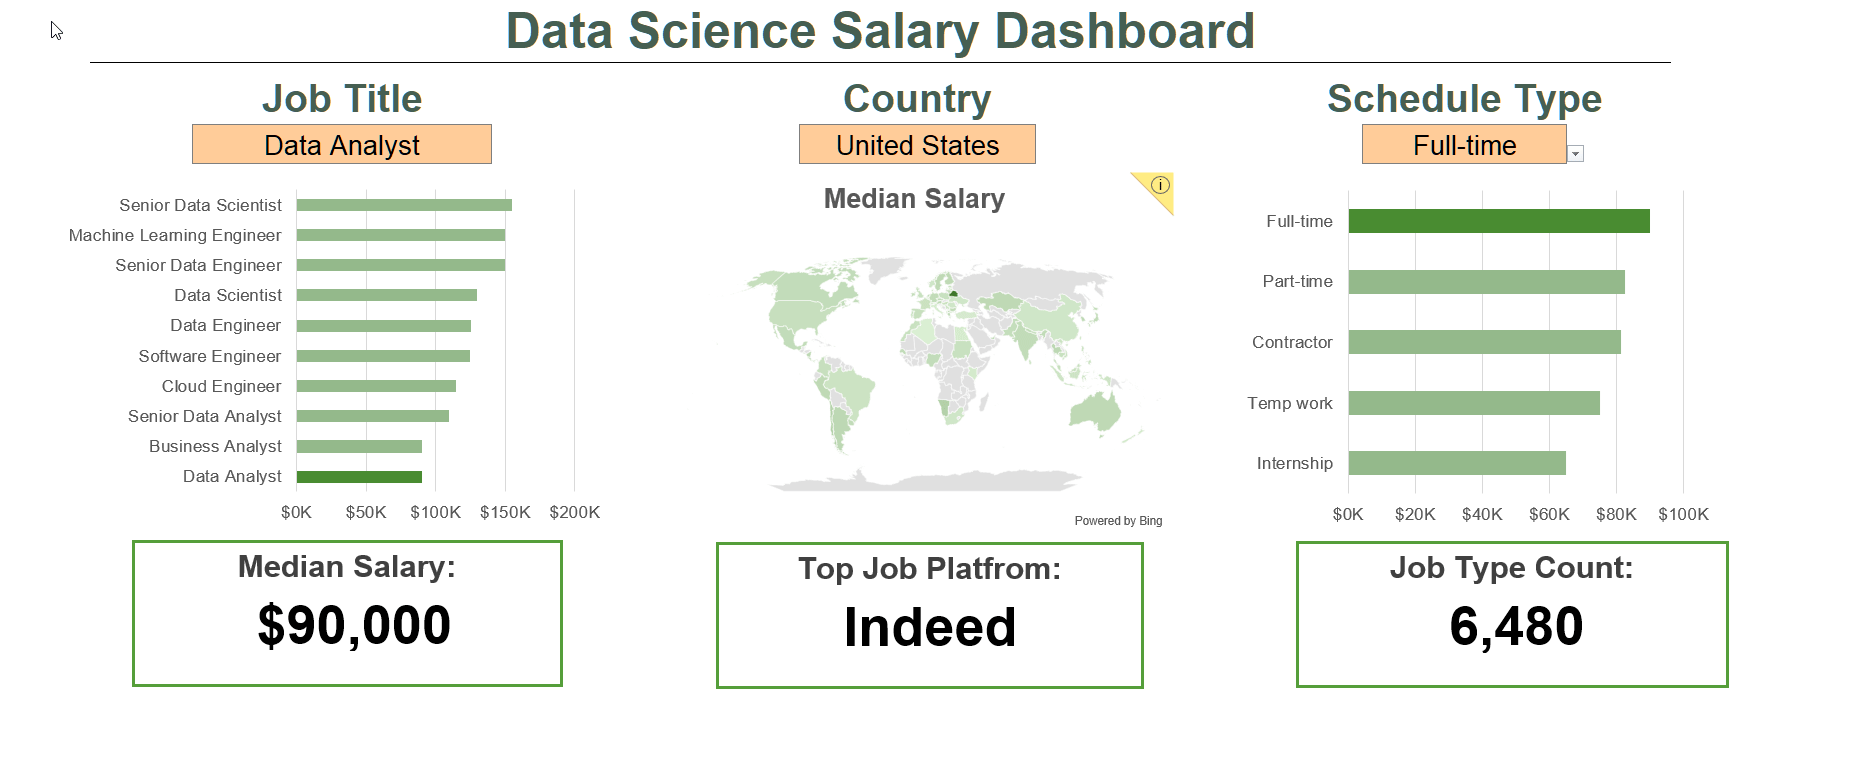 Data Science Salary Dashboard
Job Title
Data Analyst
Senior Data Scientist
Machine Learning Engineer
Senior Data Engineer
Data Scientist
Data Engineer
Software Engineer
Cloud Engineer
Senior Data Analyst
Business Analyst
Data Analyst
$0K $50K $100K $150K $200K
Median Salary:
$90,000
Country
United States
Median Salary
i
Powered by Bing
Top Job Platfrom:
Indeed
Schedule Type
Full-time
Full-time
Part-time
Contractor
Temp work
Internship
$0K $20K $40K $60K $80K $100K
Job Type Count:
6,480